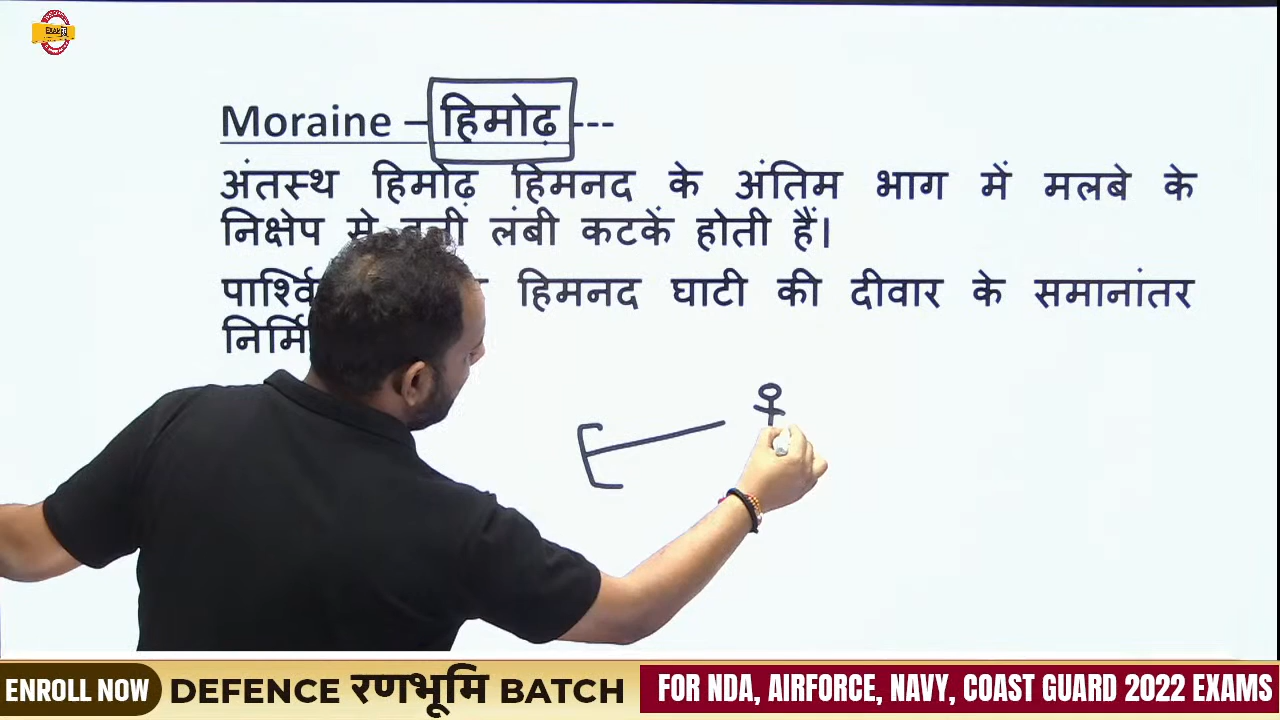 EXAM
Moraine – हिमोढ़ ---
अंतस्थ हिमोढ़ हिमनद के अंतिम भाग में मलबे के
निक्षेप से लंबी कटकें होती हैं।
हिमनद घाटी की दीवार के समानांतर
ENROLL NOW DEFENCE रणभूमि BATCH FOR NDA, AIRFORCE, NAVY, COAST GUARD 2022 EXAMS